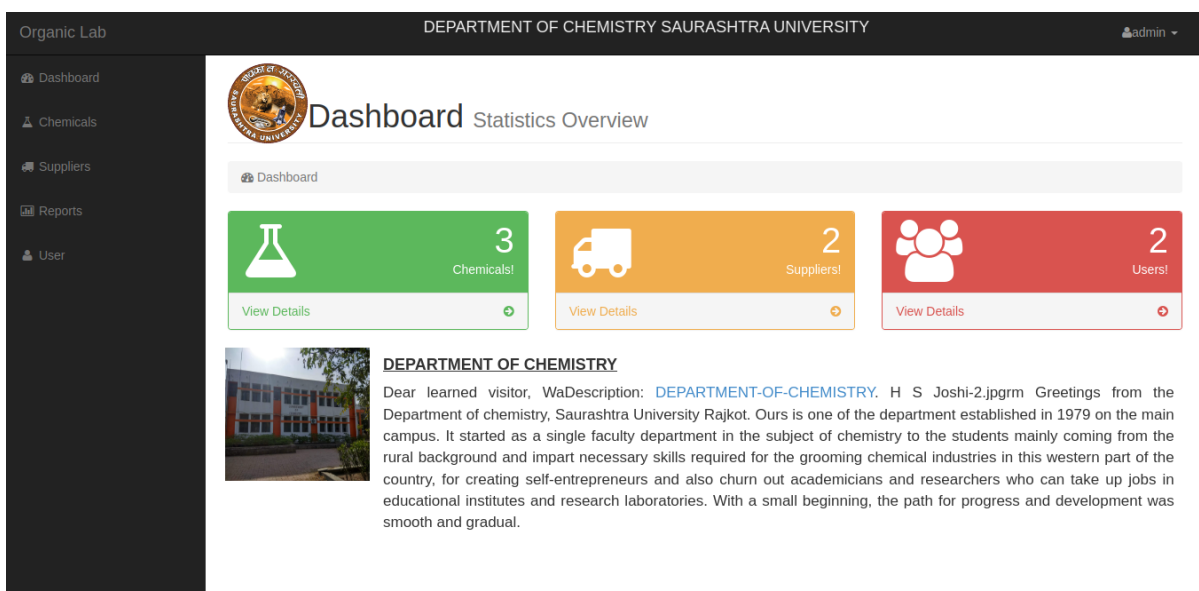 Organic Lab
DEPARTMENT OF CHEMISTRY SAURASHTRA UNIVERSITY
admin
Dashboard
Chemicals
Suppliers
Reports
User
SAURASHTRA UNIVERSITY
Dashboard Statistics Overview
Dashboard
3
Chemicals!
View Details
2
Suppliers!
View Details
2
Users!
View Details
DEPARTMENT OF CHEMISTRY
Dear learned visitor, WaDescription: DEPARTMENT-OF-CHEMISTRY. H S Joshi-2.jpgrm Greetings from the
Department of chemistry, Saurashtra University Rajkot. Ours is one of the department established in 1979 on the main
campus. It started as a single faculty department in the subject of chemistry to the students mainly coming from the
rural background and impart necessary skills required for the grooming chemical industries in this western part of the
country, for creating self-entrepreneurs and also churn out academicians and researchers who can take up jobs in
educational institutes and research laboratories. With a small beginning, the path for progress and development was
smooth and gradual.